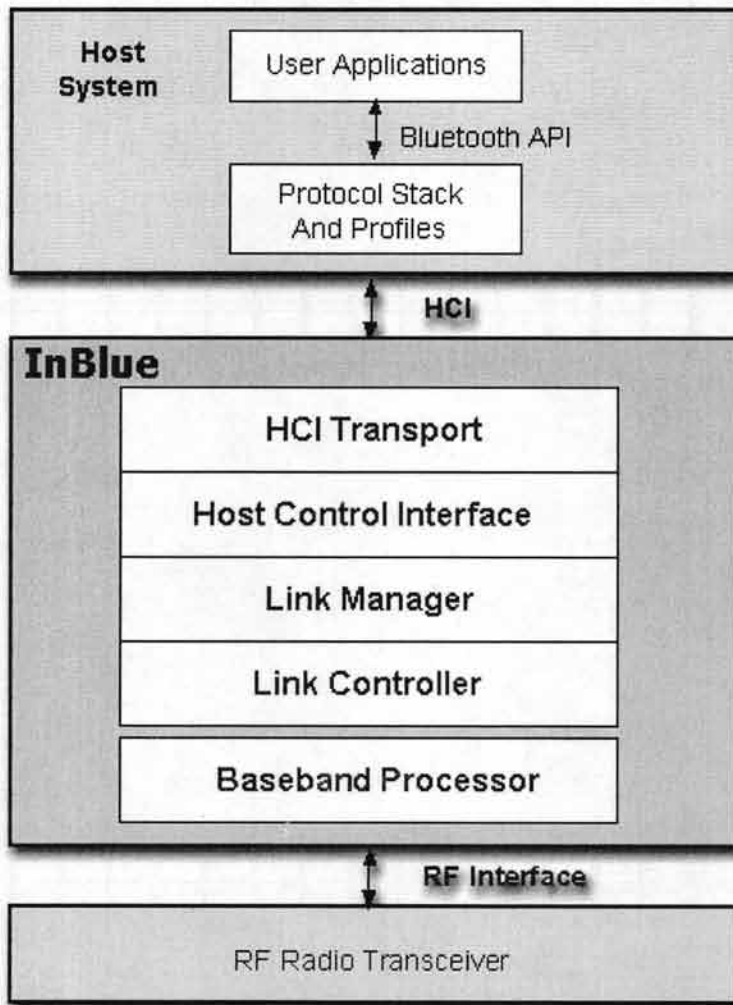 Host
System
User Applications
Bluetooth API
Protocol Stack
And Profiles
HCI
InBlue
HCI Transport
Host Control Interface
Link Manager
Link Controller
Baseband Processor
RF Interface
RF Radio Transceiver